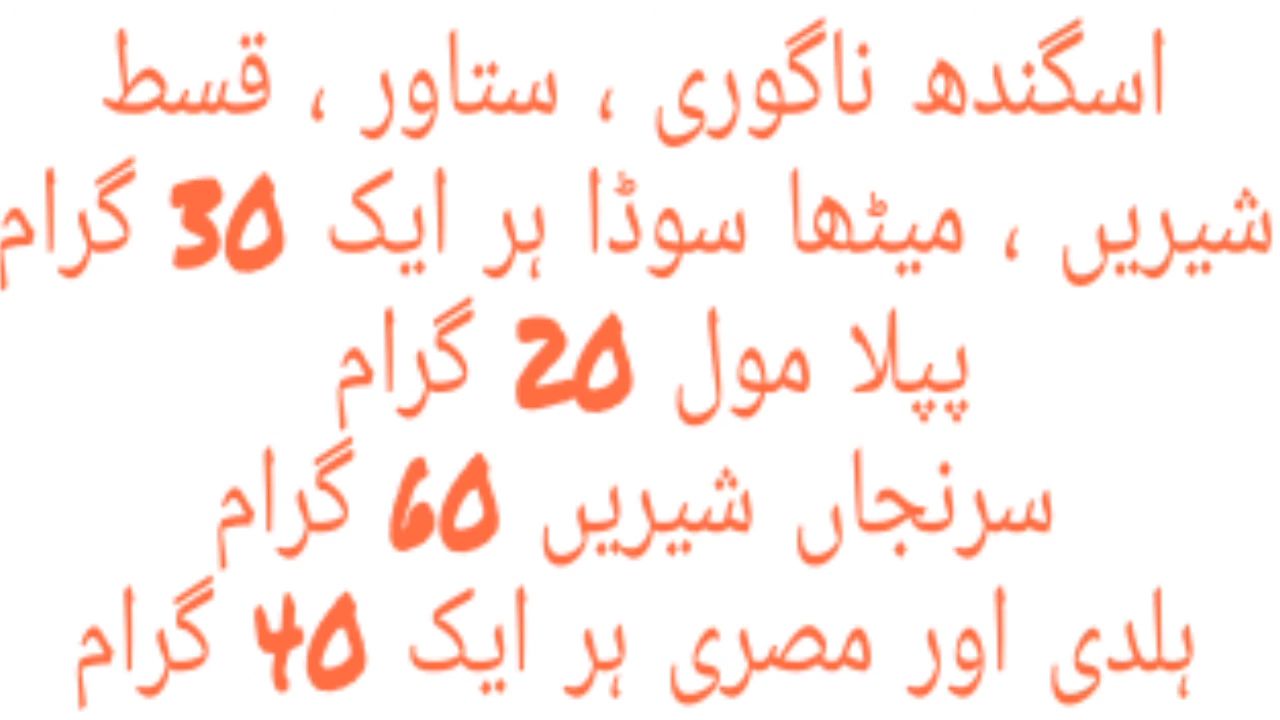 اسگندھ ناگوری ، ستاور ، قسط
شیریں ، میٹھا سوڈا ہر ایک 30 گرام
پپلا مول 20 گرام
سرنجاں شیریں 60 گرام
ہلدی اور مصری ہر ایک 40 گرام